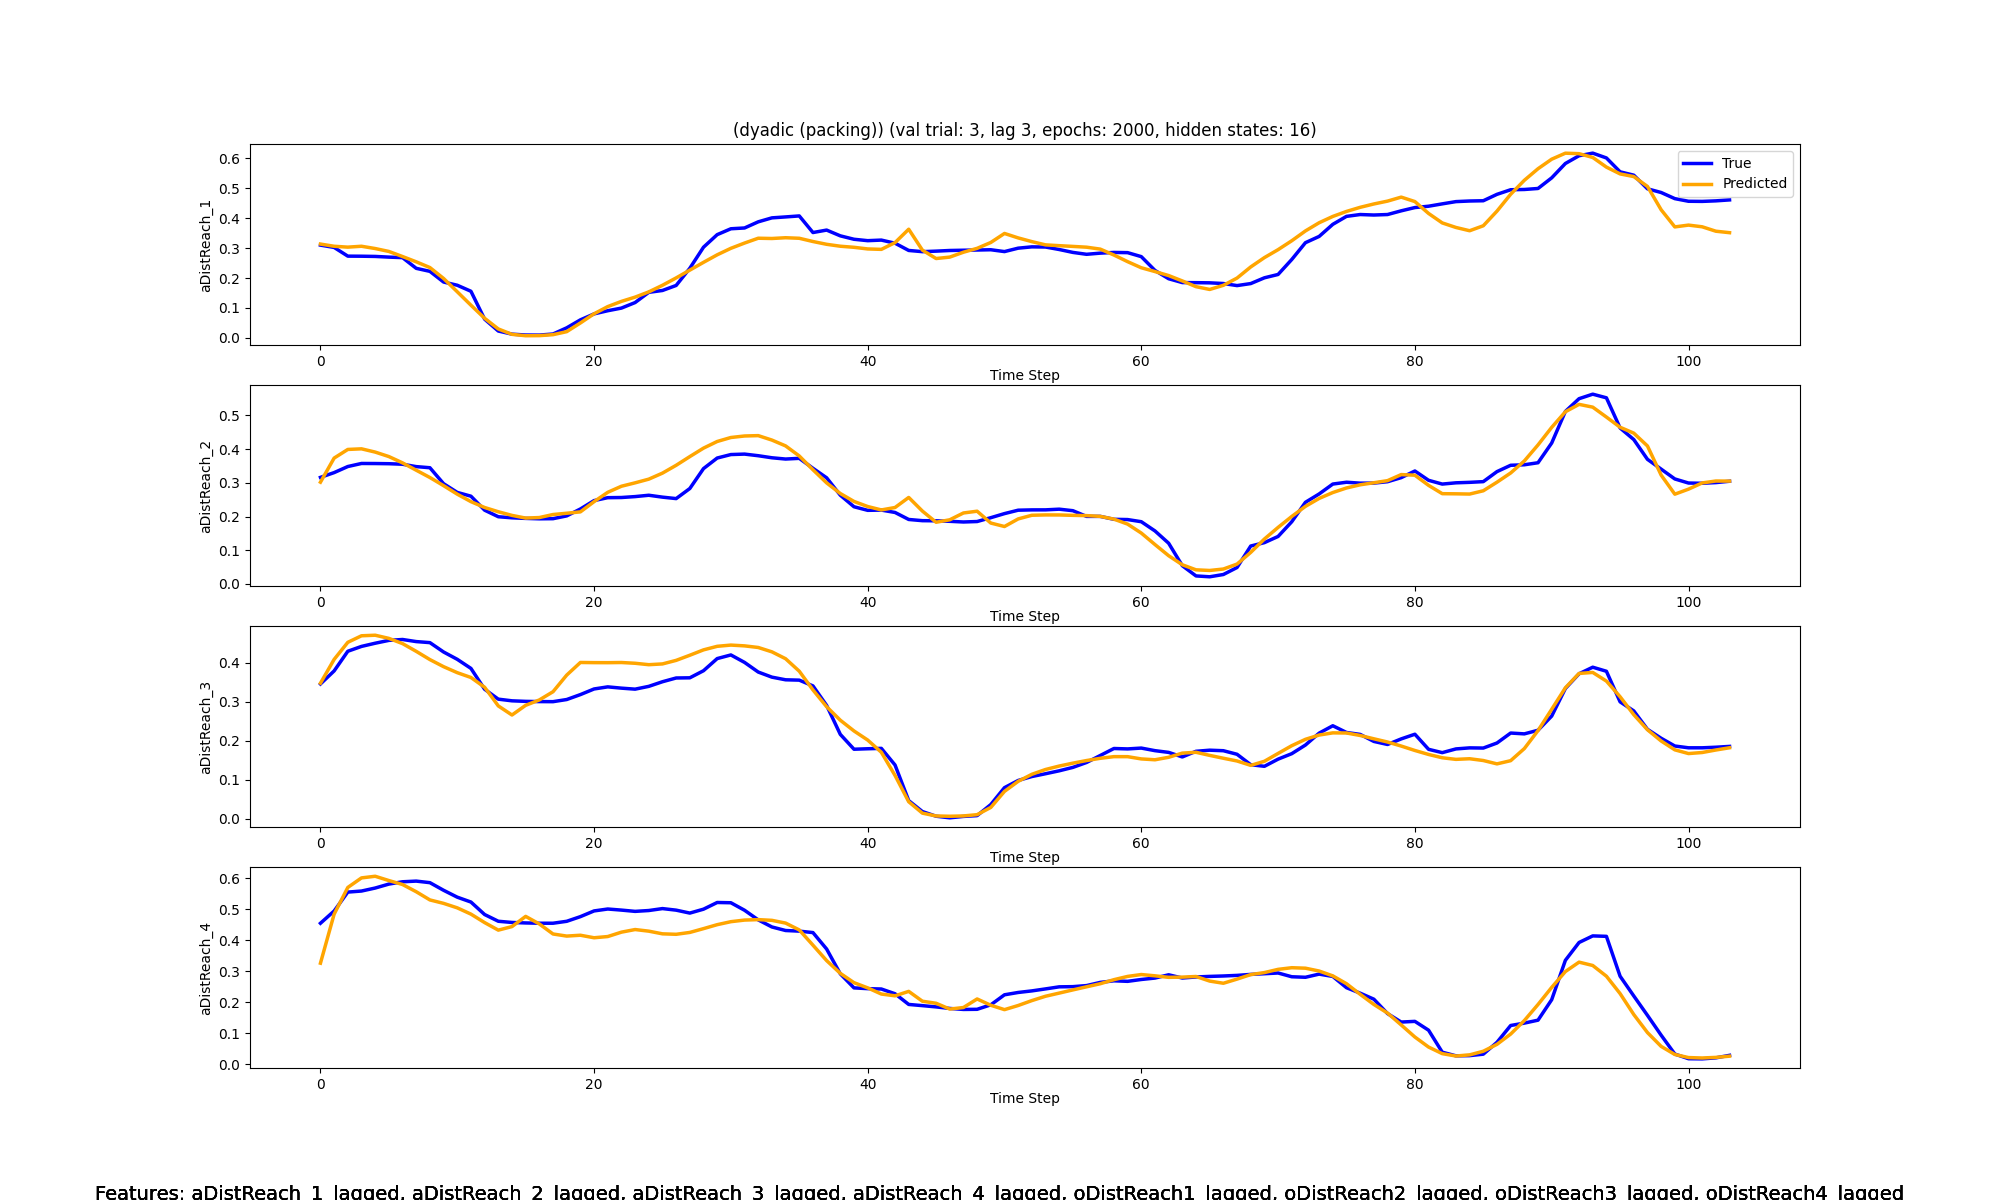 (dyadic (packing)) (val trial: 3, lag 3, epochs: 2000, hidden states: 16)
True
Predicted
aDistReach_1
0.6
0.5
0.4
0.3
0.2
0.1
0.0
0 20 40 60 80 100
Time Step
aDistReach_2
0.5
0.4
0.3
0.2
0.1
0.0
0 20 40 60 80 100
Time Step
aDistReach_3
0.4
0.3
0.2
0.1
0.0
0 20 40 60 80 100
Time Step
aDistReach_4
0.6
0.5
0.4
0.3
0.2
0.1
0.0
0 20 40 60 80 100
Time Step
Features: aDistReach_1_lagged, aDistReach_2_lagged, aDistReach_3_lagged, aDistReach_4_lagged, oDistReach1_lagged, oDistReach2_lagged, oDistReach3_lagged, oDistReach4_lagged